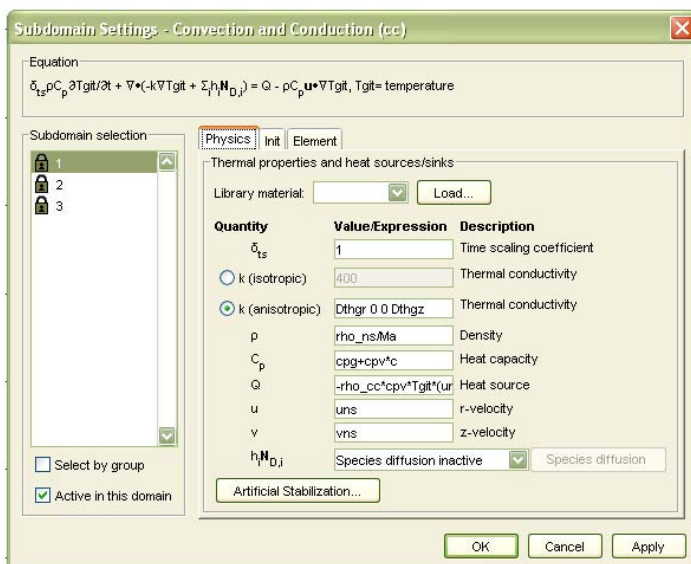 Subdomain Settings - Convection and Conduction (cc)
Equation
δtsρCp∂Tgit/∂t + ∇•(-k∇Tgit + ΣihiND,i) = Q - ρCpu•∇Tgit, Tgit= temperature
Subdomain selection
1
2
3
Select by group
Active in this domain
Physics Init Element
Thermal properties and heat sources/sinks
Library material: Load...
Quantity Value/Expression Description
δts 1 Time scaling coefficient
k (isotropic) 400 Thermal conductivity
k (anisotropic) Dthgr 0 0 Dthgz Thermal conductivity
ρ rho_ns/Ma Density
Cp cpg+cpv*c Heat capacity
Q -rho_cc*cpv*Tgit*(ur Heat source
u uns r-velocity
v vns z-velocity
hiND,i Species diffusion inactive Species diffusion
Artificial Stabilization...
OK Cancel Apply